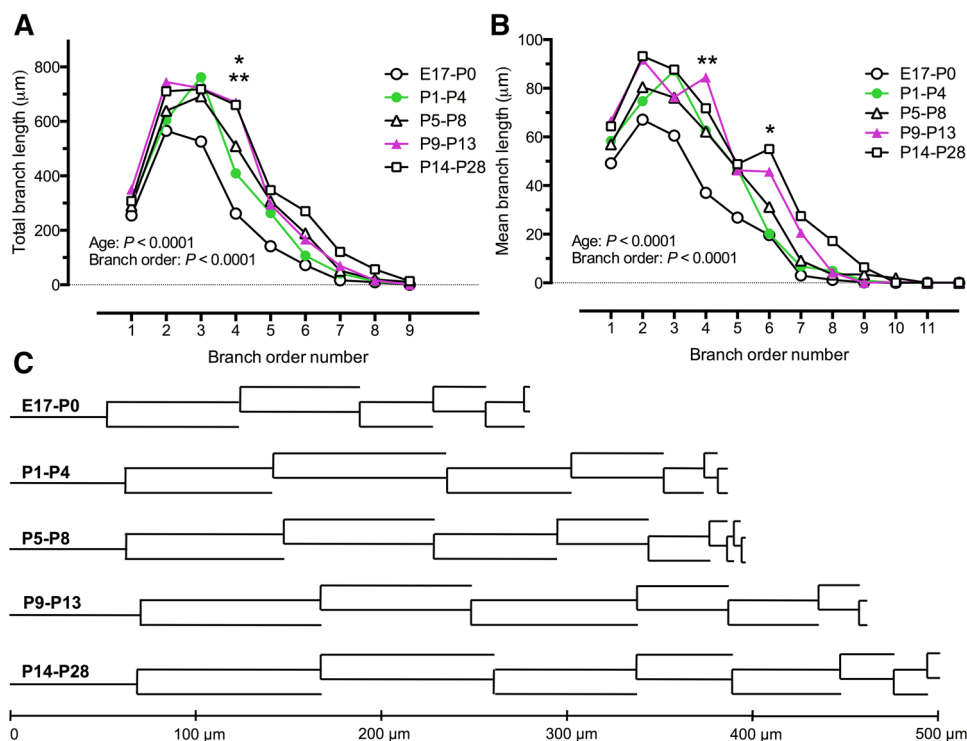 A
Total branch length (µm)
800
600
400
200
0
*
**
E17-P0
P1-P4
P5-P8
P9-P13
P14-P28
Age: P < 0.0001
Branch order: P < 0.0001
1 2 3 4 5 6 7 8 9
Branch order number
B
Mean branch length (µm)
100
80
60
40
20
0
**
*
E17-P0
P1-P4
P5-P8
P9-P13
P14-P28
Age: P < 0.0001
Branch order: P < 0.0001
1 2 3 4 5 6 7 8 9 10 11
Branch order number
C
E17-P0
P1-P4
P5-P8
P9-P13
P14-P28
0 100 µm 200 µm 300 µm 400 µm 500 µm